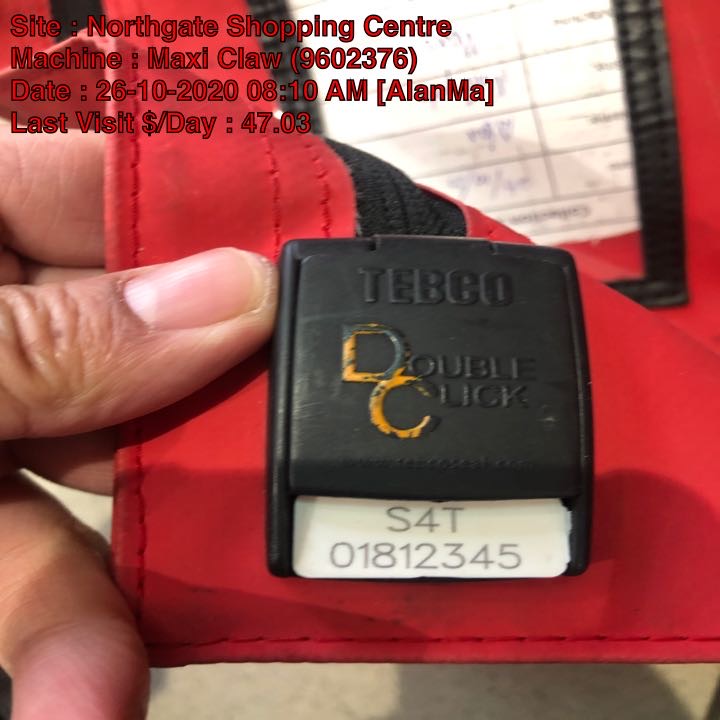 Site : Northgate Shopping Centre
Machine : Maxi Claw (9602376)
Date : 26-10-2020 08:10 AM [AlanMa]
Last Visit $/Day : 47.03
TEBCO
DOUBLE
CLICK
S4T
01812345